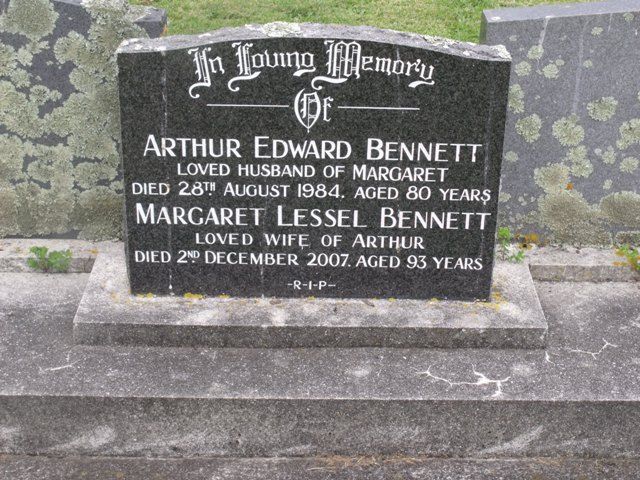 In Loving Memory
Of
ARTHUR EDWARD BENNETT
LOVED HUSBAND OF MARGARET
DIED 28TH AUGUST 1984. AGED 80 YEARS
MARGARET LESSEL BENNETT
LOVED WIFE OF ARTHUR
DIED 2ND DECEMBER 2007. AGED 93 YEARS
-R-I-P-